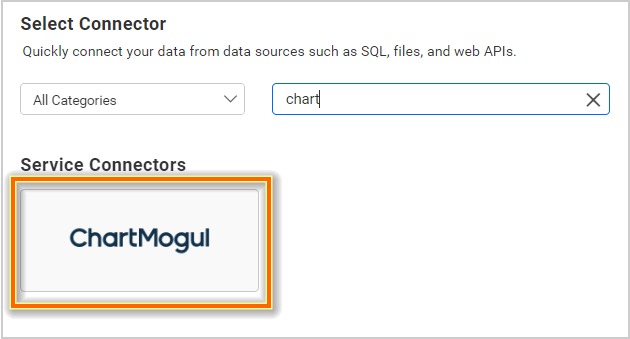 Select Connector
Quickly connect your data from data sources such as SQL, files, and web APIs.
All Categories
chart
Service Connectors
ChartMogul